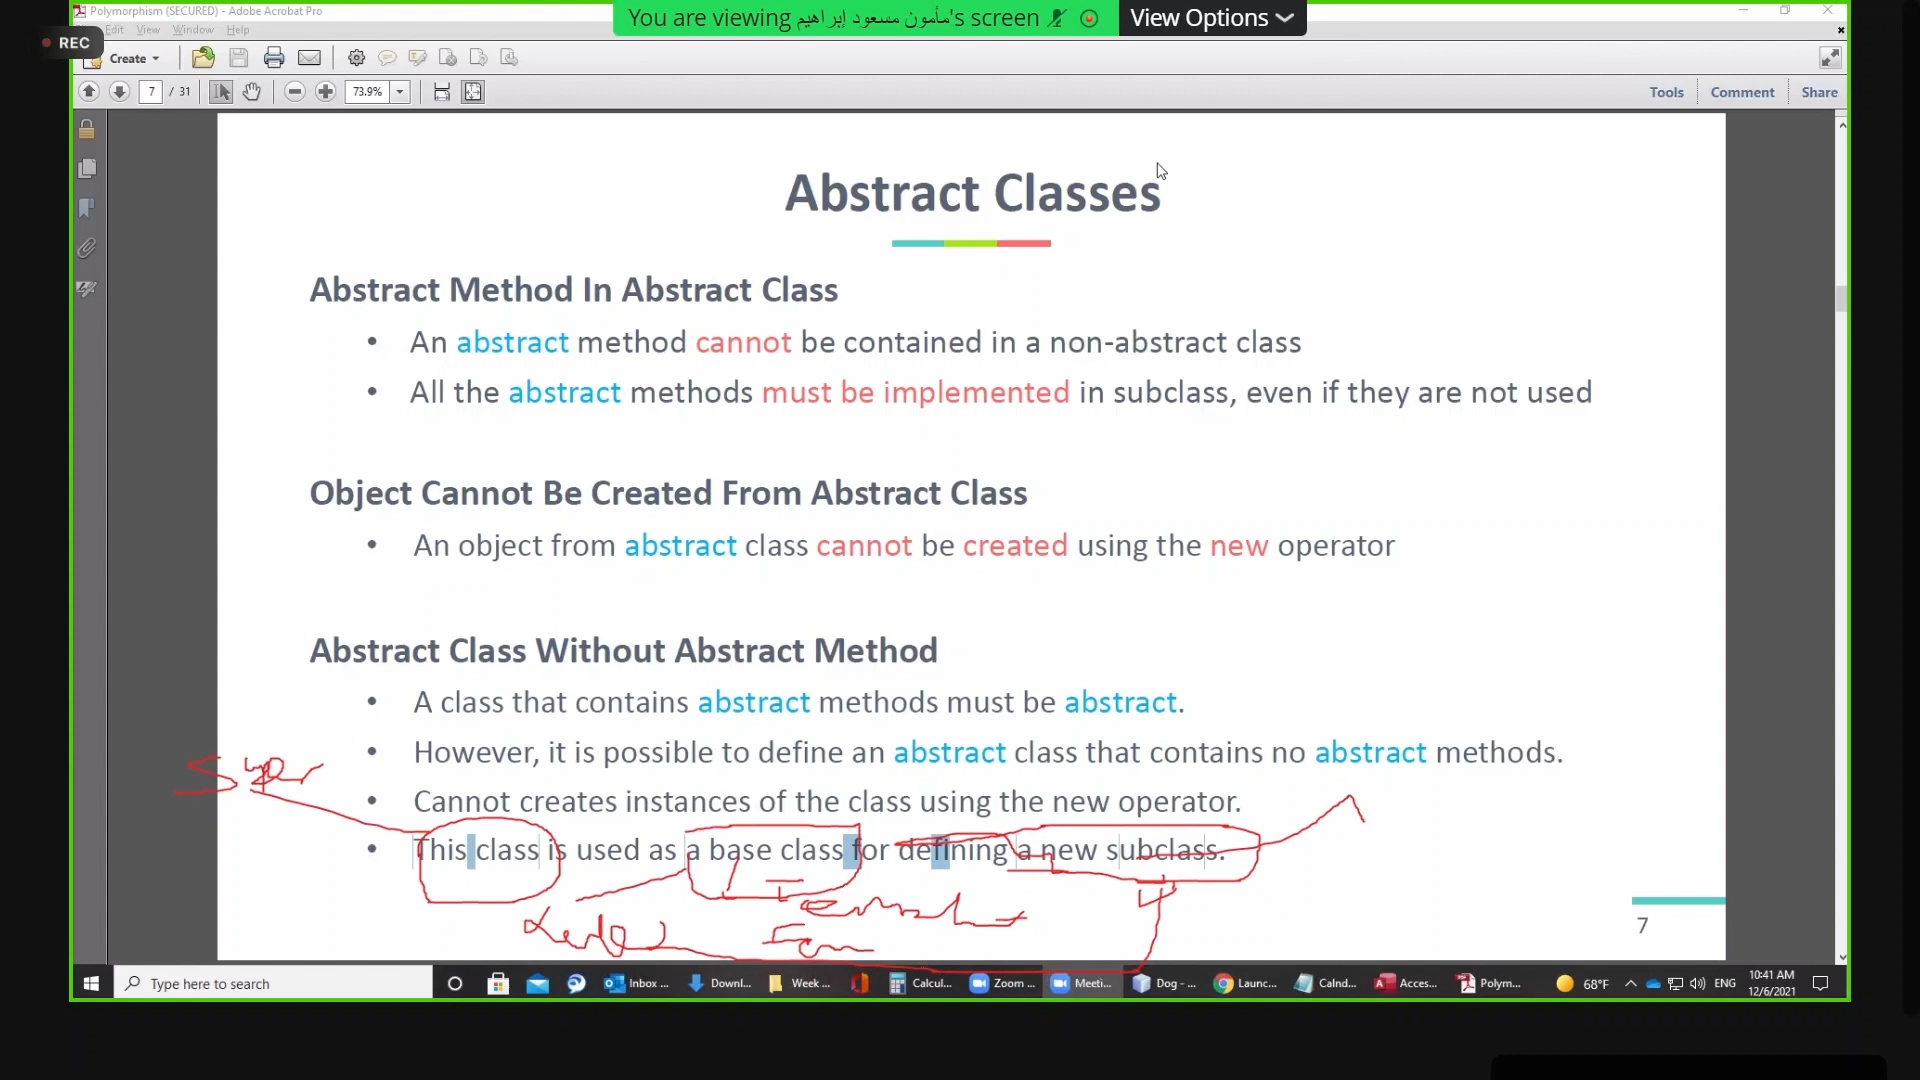 Polymorphism (SECURED) - Adobe Acrobat Pro
You are viewing مأمون مسعود إبراهيم's screen
View Options
REC
Edit View Window Help
Create
7 / 31
73.9%
Tools Comment Share
Abstract Classes
Abstract Method In Abstract Class
• An abstract method cannot be contained in a non-abstract class
• All the abstract methods must be implemented in subclass, even if they are not used
Object Cannot Be Created From Abstract Class
• An object from abstract class cannot be created using the new operator
Abstract Class Without Abstract Method
• A class that contains abstract methods must be abstract.
• However, it is possible to define an abstract class that contains no abstract methods.
Super
• Cannot creates instances of the class using the new operator.
• This class is used as a base class for defining a new subclass.
7
Type here to search
Inbox ...
Downl...
Week ...
Calcul...
Zoom ...
Meeti...
Dog - ...
Launc...
Calnd...
Acces...
Polym...
68°F
ENG
10:41 AM
12/6/2021